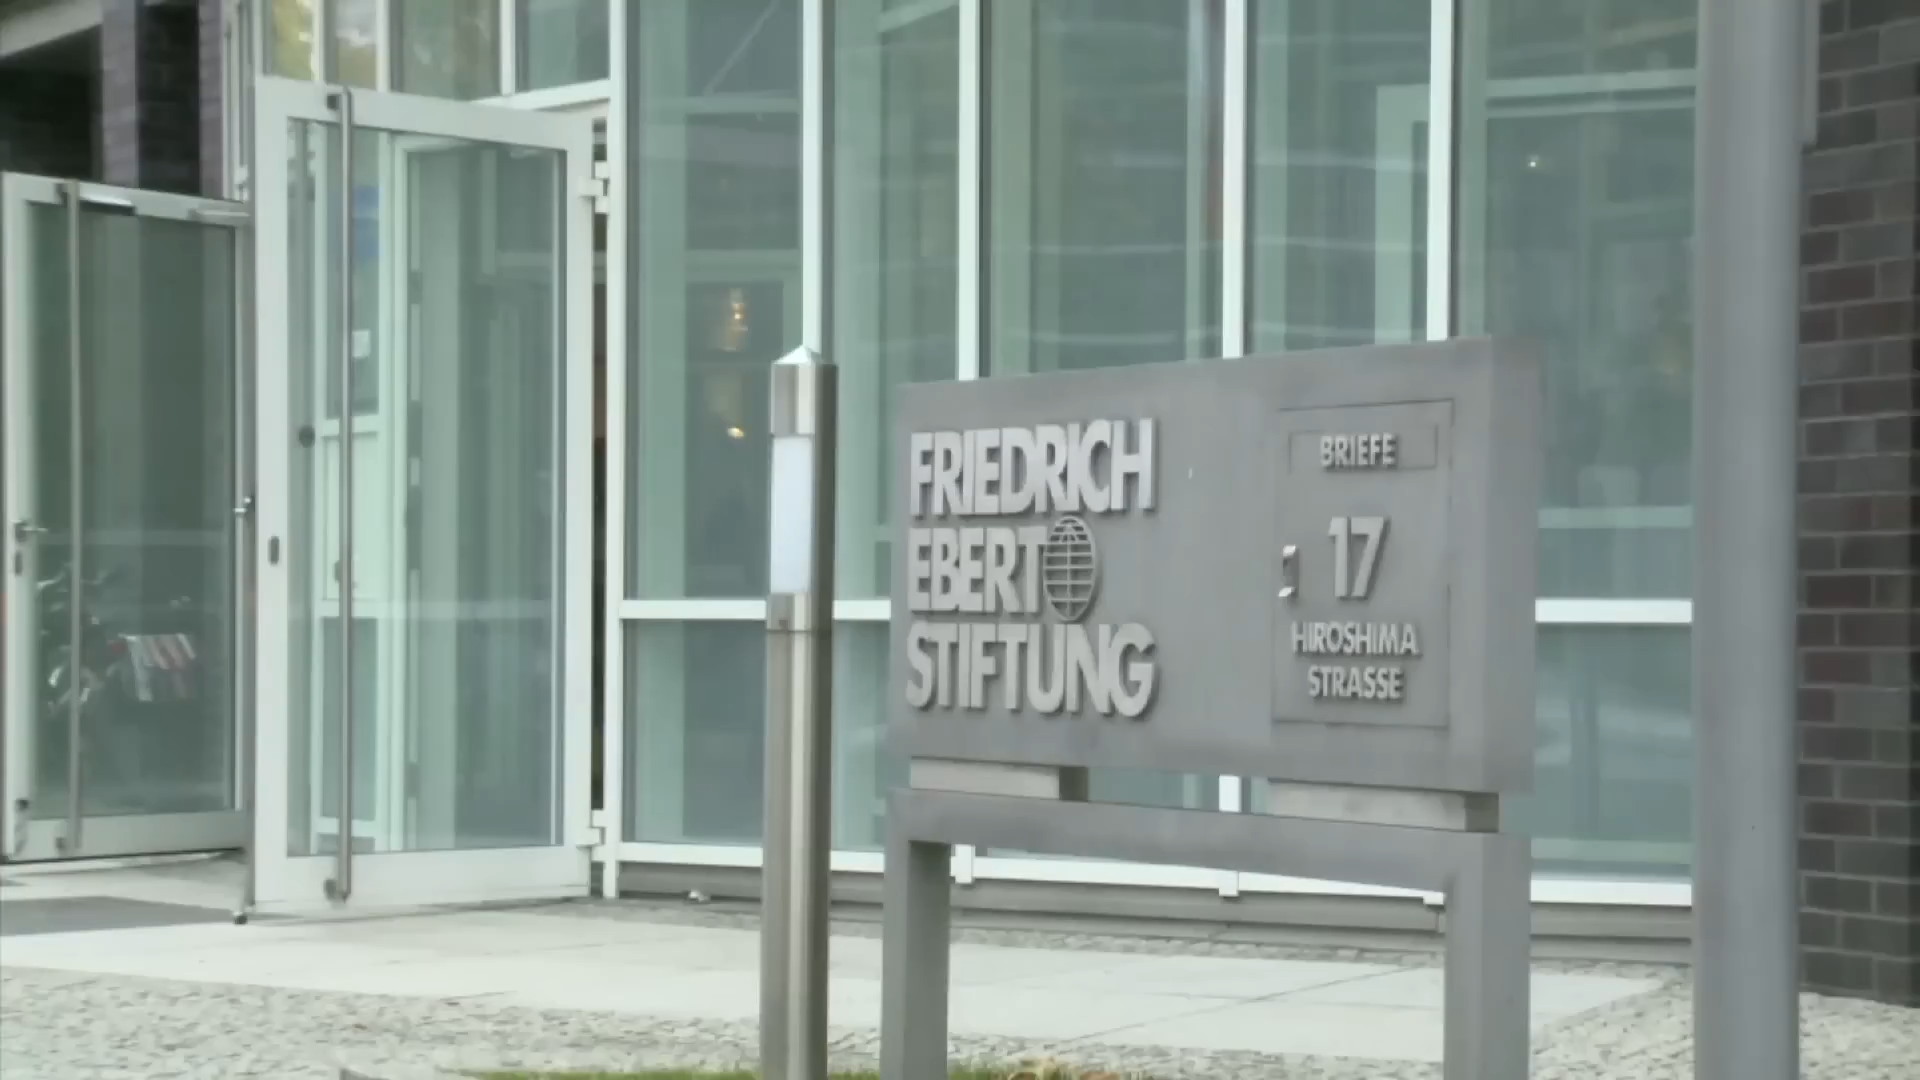 FRIEDRICH
EBERT
STIFTUNG
BRIEFE
17
HIROSHIMA
STRASSE